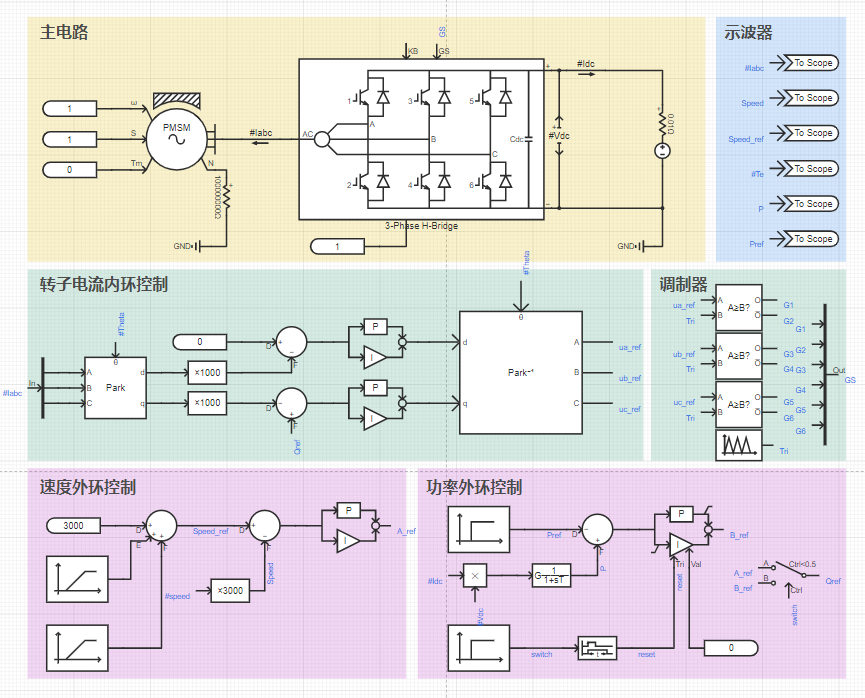 主电路
示波器
KB
GS
GS
#Idc
#Iabc
To Scope
1
ω
Speed
To Scope
1
S
PMSM
#Iabc
AC
1
3
5
A
B
C
Cdc
+
#Vdc
0.01Ω
Speed_ref
To Scope
0
Tm
N
#Te
To Scope
2
4
6
P
To Scope
GND
3-Phase H-Bridge
1
GND
Pref
To Scope
转子电流内环控制
#Theta
调制器
#Theta
θ
0
D
F
P
I
θ
d
A
ua_ref
#Iabc
In
A
B
C
Park
d
q
×1000
×1000
D
F
Qref
P
I
q
Park-¹
B
C
ub_ref
uc_ref
ua_ref
Tri
A
B
A≥B?
O
Ō
G1
G2
ub_ref
Tri
A
B
A≥B?
O
Ō
G3
G4
uc_ref
Tri
A
B
A≥B?
O
Ō
G5
G6
Tri
G1
G2
G3
G4
G5
G6
Out
GS
速度外环控制
功率外环控制
3000
D
E
F
Speed_ref
D
F
P
I
A_ref
#speed
×3000
Speed
Pref
D
F
P
P
I
Tri
Val
B_ref
#Idc
×
#Vdc
G
1
1+sT
reset
A_ref
B_ref
A
B
Ctrl<0.5
Ctrl
Qref
switch
switch
reset
0